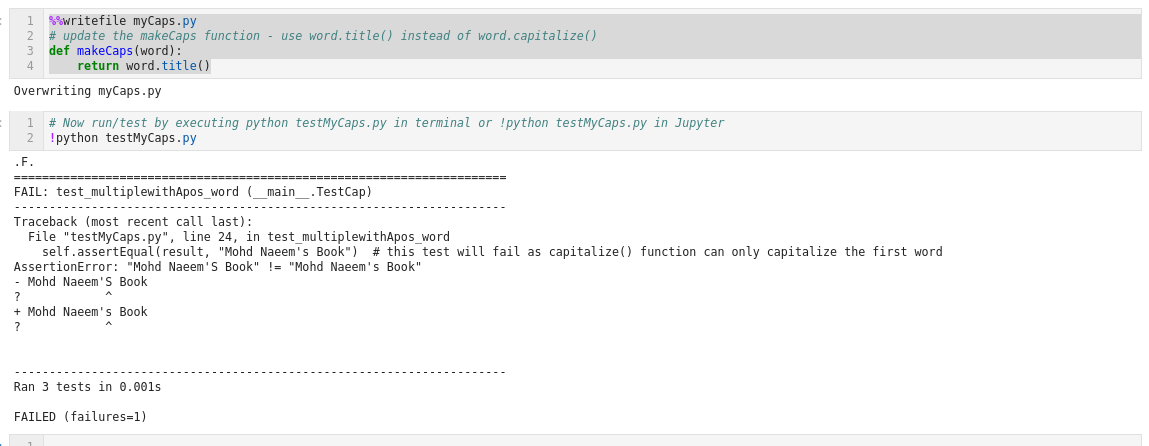 1 %%writefile myCaps.py
2 # update the makeCaps function - use word.title() instead of word.capitalize()
3 def makeCaps(word):
4     return word.title()
Overwriting myCaps.py
1 # Now run/test by executing python testMyCaps.py in terminal or !python testMyCaps.py in Jupyter
2 !python testMyCaps.py
.F.
======================================================================
FAIL: test_multiplewithApos_word (__main__.TestCap)
----------------------------------------------------------------------
Traceback (most recent call last):
  File "testMyCaps.py", line 24, in test_multiplewithApos_word
    self.assertEqual(result, "Mohd Naeem's Book")  # this test will fail as capitalize() function can only capitalize the first word
AssertionError: "Mohd Naeem'S Book" != "Mohd Naeem's Book"
- Mohd Naeem'S Book
?            ^
+ Mohd Naeem's Book
?            ^
----------------------------------------------------------------------
Ran 3 tests in 0.001s
FAILED (failures=1)
1